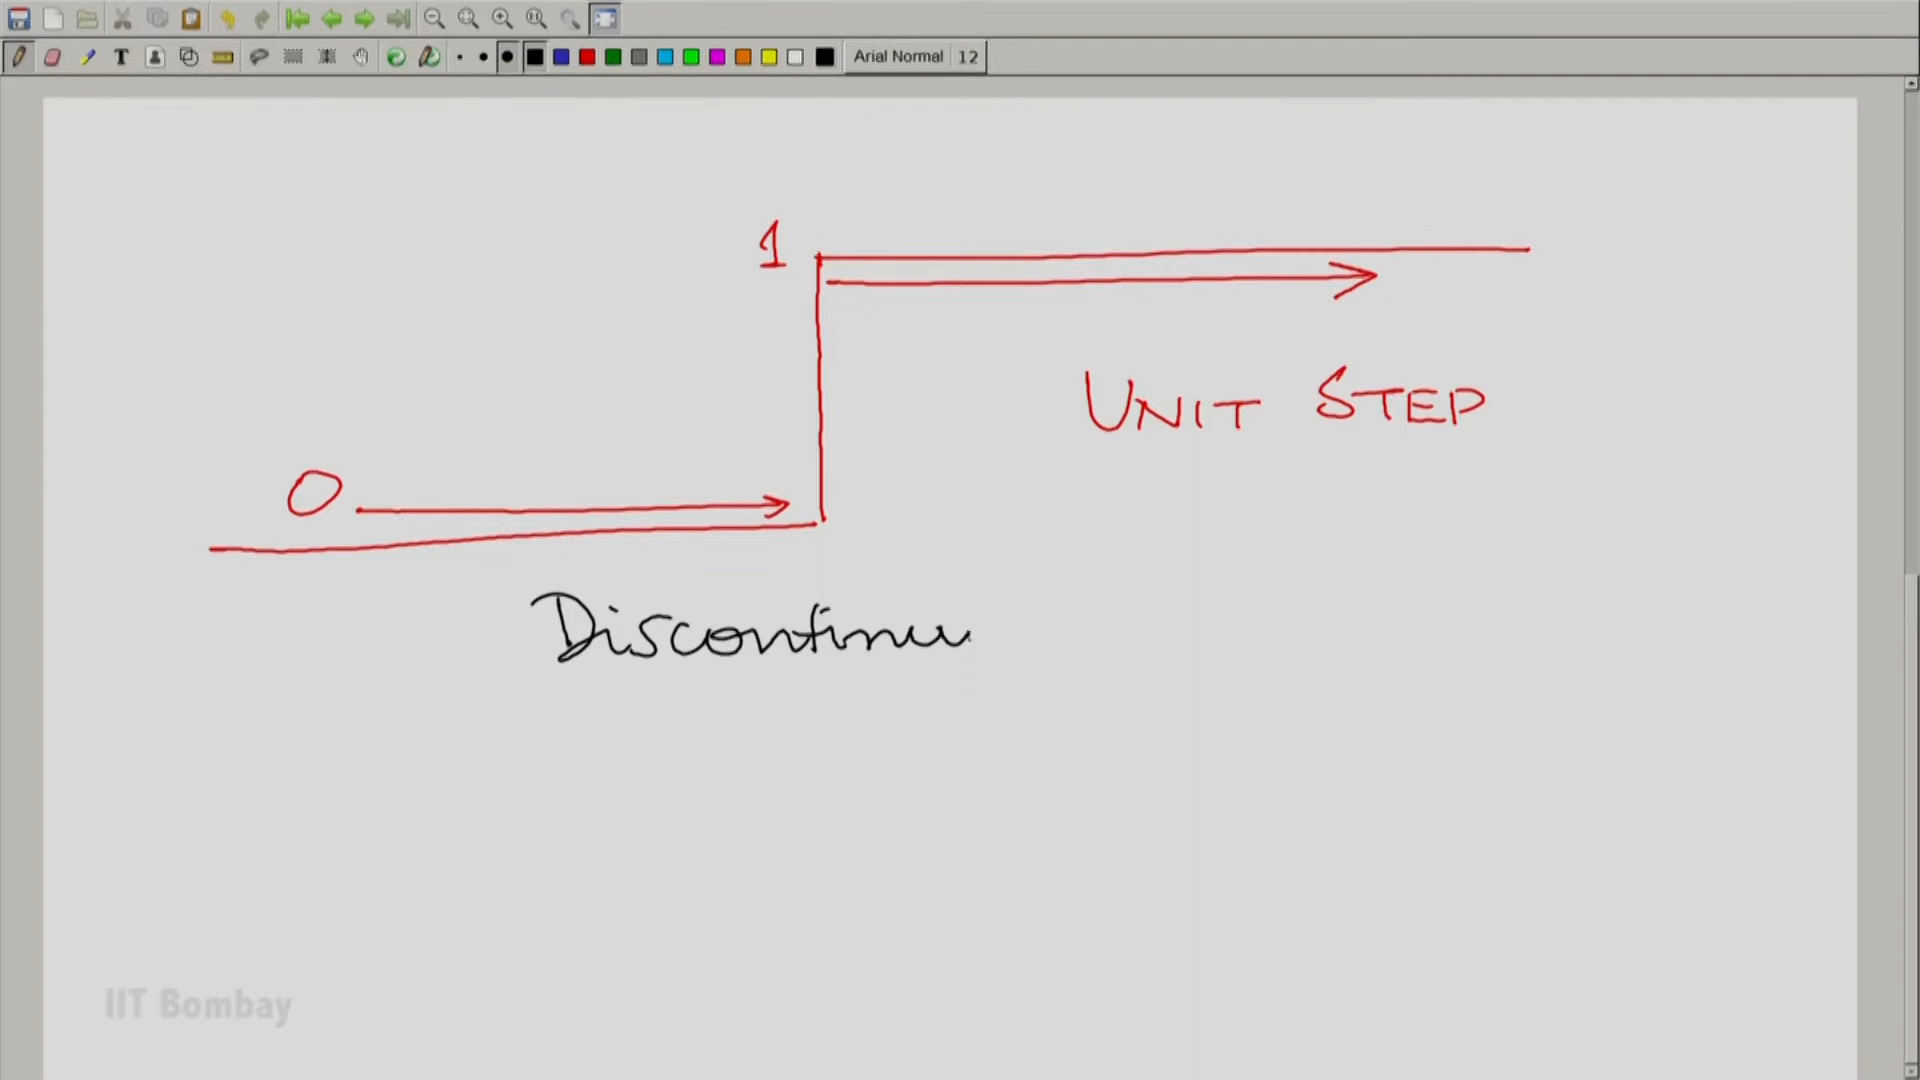 Arial Normal 12
1
UNIT STEP
0
Discontinu
IIT Bombay